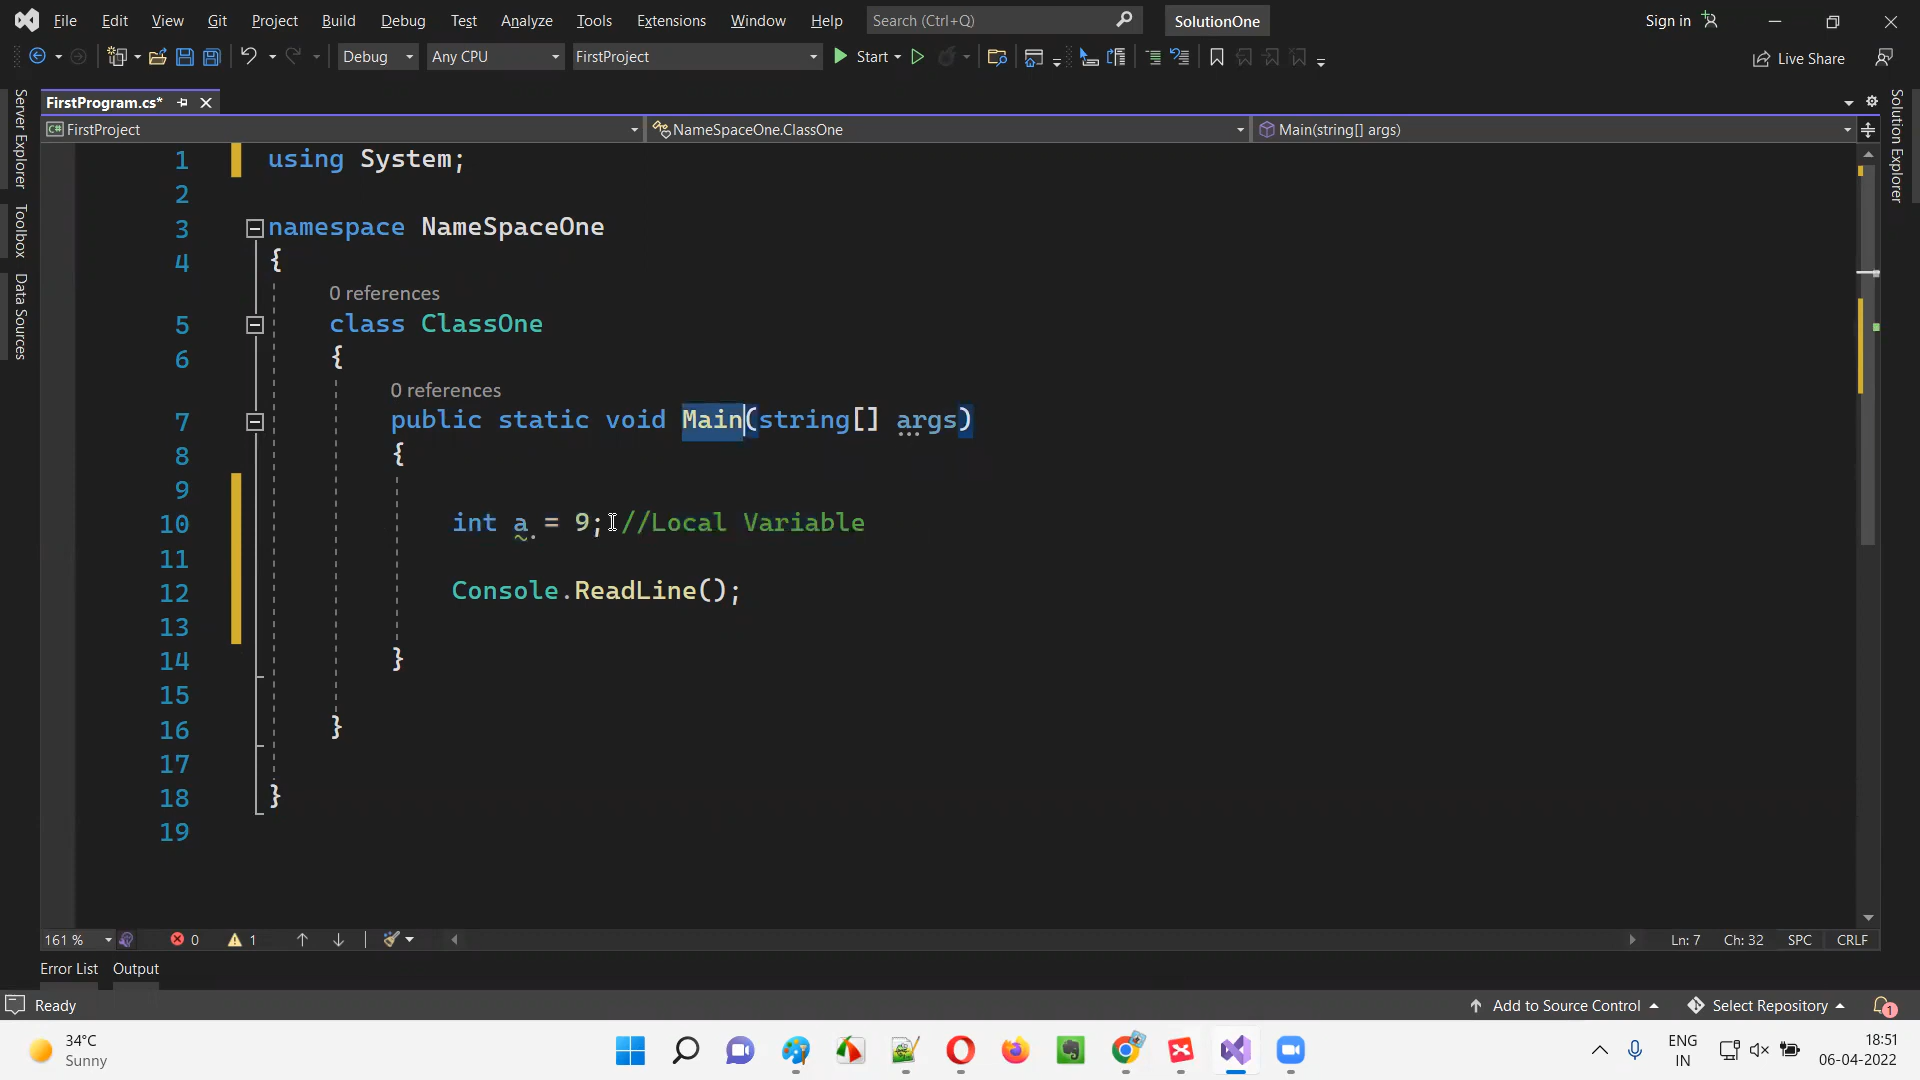 File Edit View Git Project Build Debug Test Analyze Tools Extensions Window Help Search (Ctrl+Q) SolutionOne Sign in
Debug Any CPU FirstProject Start Live Share
FirstProgram.cs*
FirstProject NameSpaceOne.ClassOne Main(string[] args)
Server Explorer
Toolbox
Data Sources
Solution Explorer
1 using System;
2
3 namespace NameSpaceOne
4 {
0 references
5 class ClassOne
6 {
0 references
7 public static void Main(string[] args)
8 {
9
10 int a = 9; //Local Variable
11
12 Console.ReadLine();
13
14 }
15
16 }
17
18 }
19
161 % 0 1 Ln: 7 Ch: 32 SPC CRLF
Error List Output
Ready Add to Source Control Select Repository 1
34°C
Sunny
ENG
IN
18:51
06-04-2022